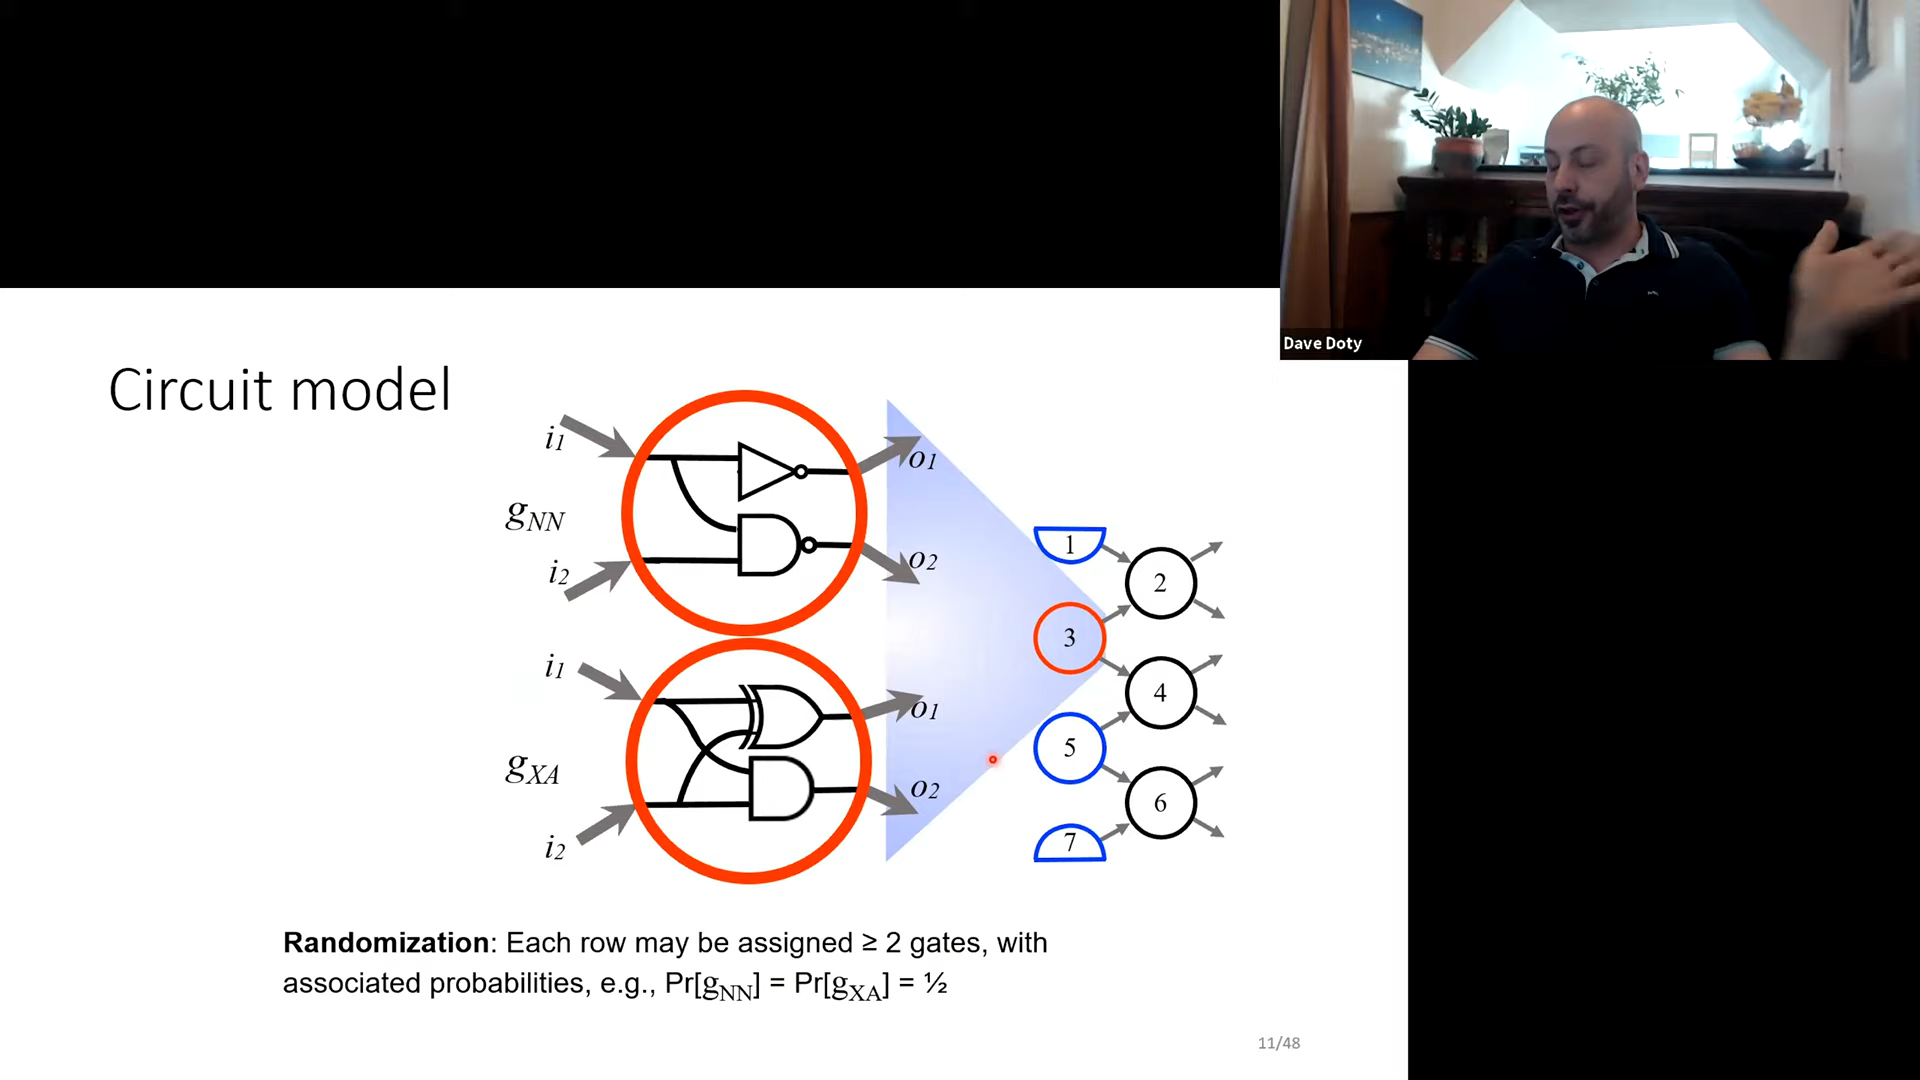 Dave Doty
Circuit model
i1
gNN
i2
o1
o2
i1
gXA
i2
o1
o2
1
2
3
4
5
6
7
Randomization: Each row may be assigned ≥ 2 gates, with
associated probabilities, e.g., Pr[gNN] = Pr[gXA] = ½
11/48